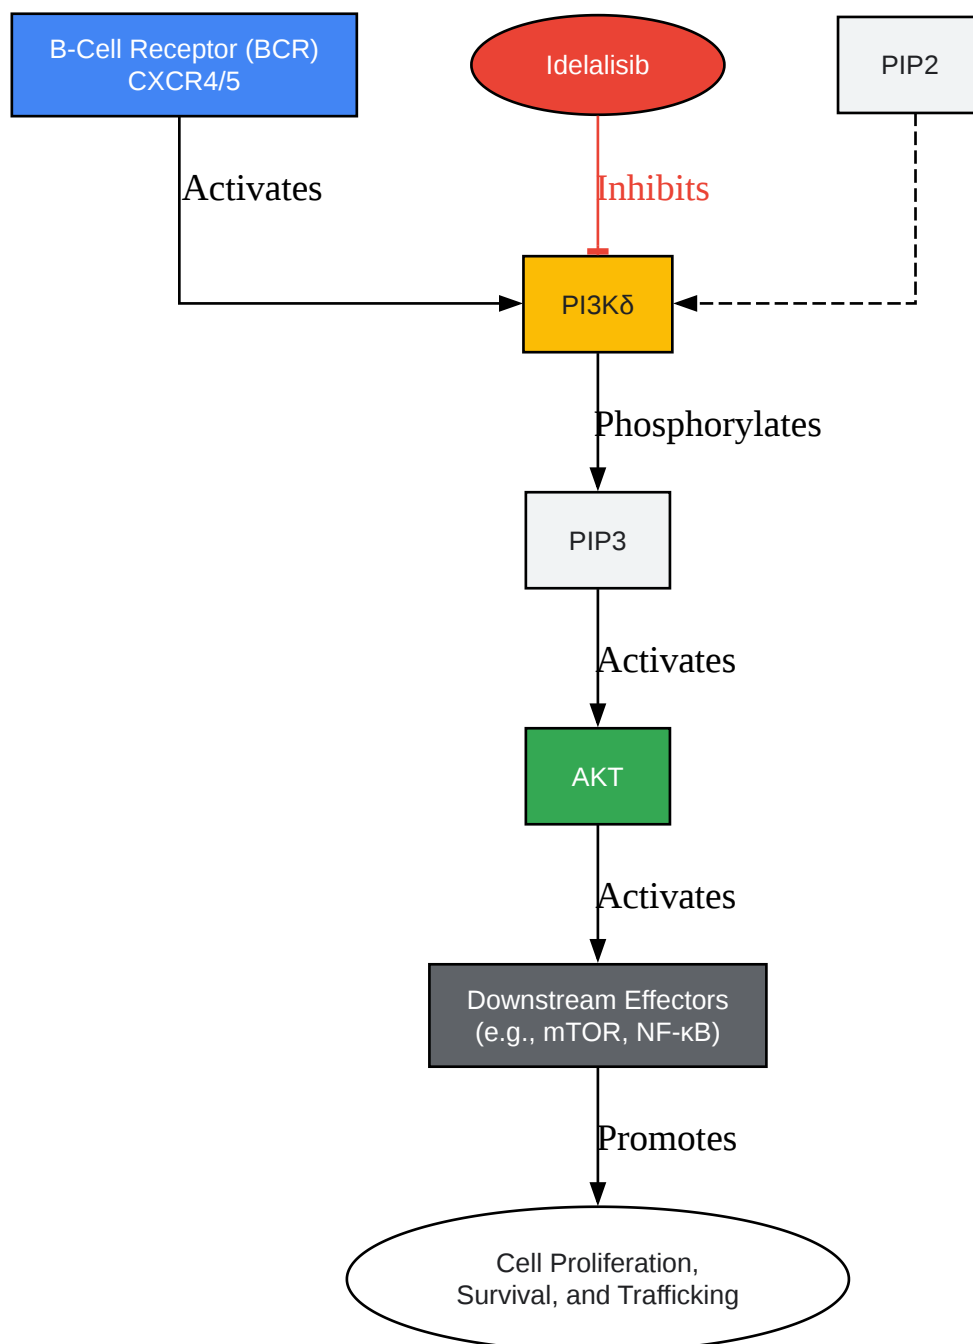 B-Cell Receptor (BCR)
CXCR4/5
Idelalisib
PIP2
Activates
Inhibits
PI3Kδ
Phosphorylates
PIP3
Activates
AKT
Activates
Downstream Effectors
(e.g., mTOR, NF-κB)
Promotes
Cell Proliferation,
Survival, and Trafficking